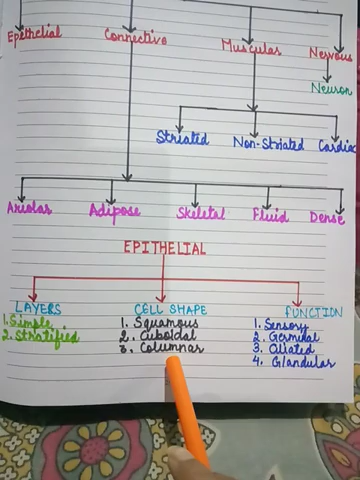 Epithelial Connective Muscular Nervous
Neuron
Striated Non-Striated Cardiac
Ariolar Adipose Skeletal Fluid Dense
EPITHELIAL
LAYERS CELL SHAPE FUNCTION
1. Simple 1. Squamous 1. Sensory
2. Stratified 2. Cuboidal 2. Germinal
3. Columnar 3. Ciliated
4. Glandular